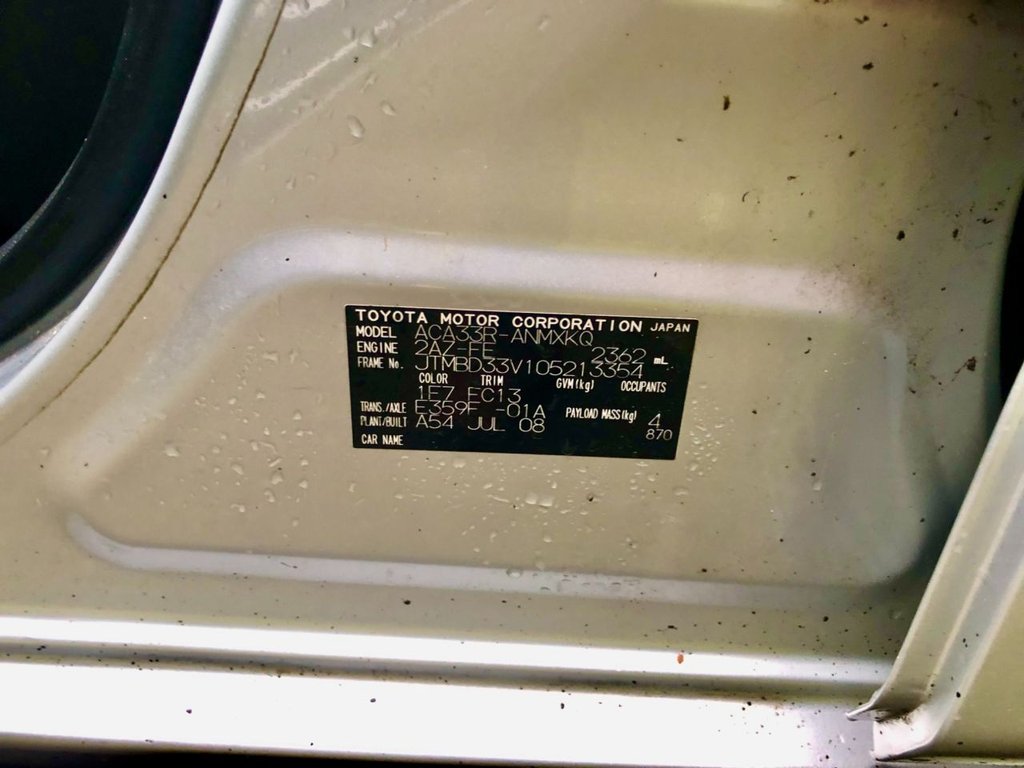 TOYOTA MOTOR CORPORATION JAPAN
MODEL ACA33R-ANMXKQ
ENGINE 2AZ-FE 2362 mL
FRAME No. JTMBD33V105213354
COLOR TRIM GVM(kg) OCCUPANTS
1E7 FC13
TRANS./AXLE E359F -01A PAYLOAD MASS(kg) 4
PLANT/BUILT A54 JUL 08 870
CAR NAME